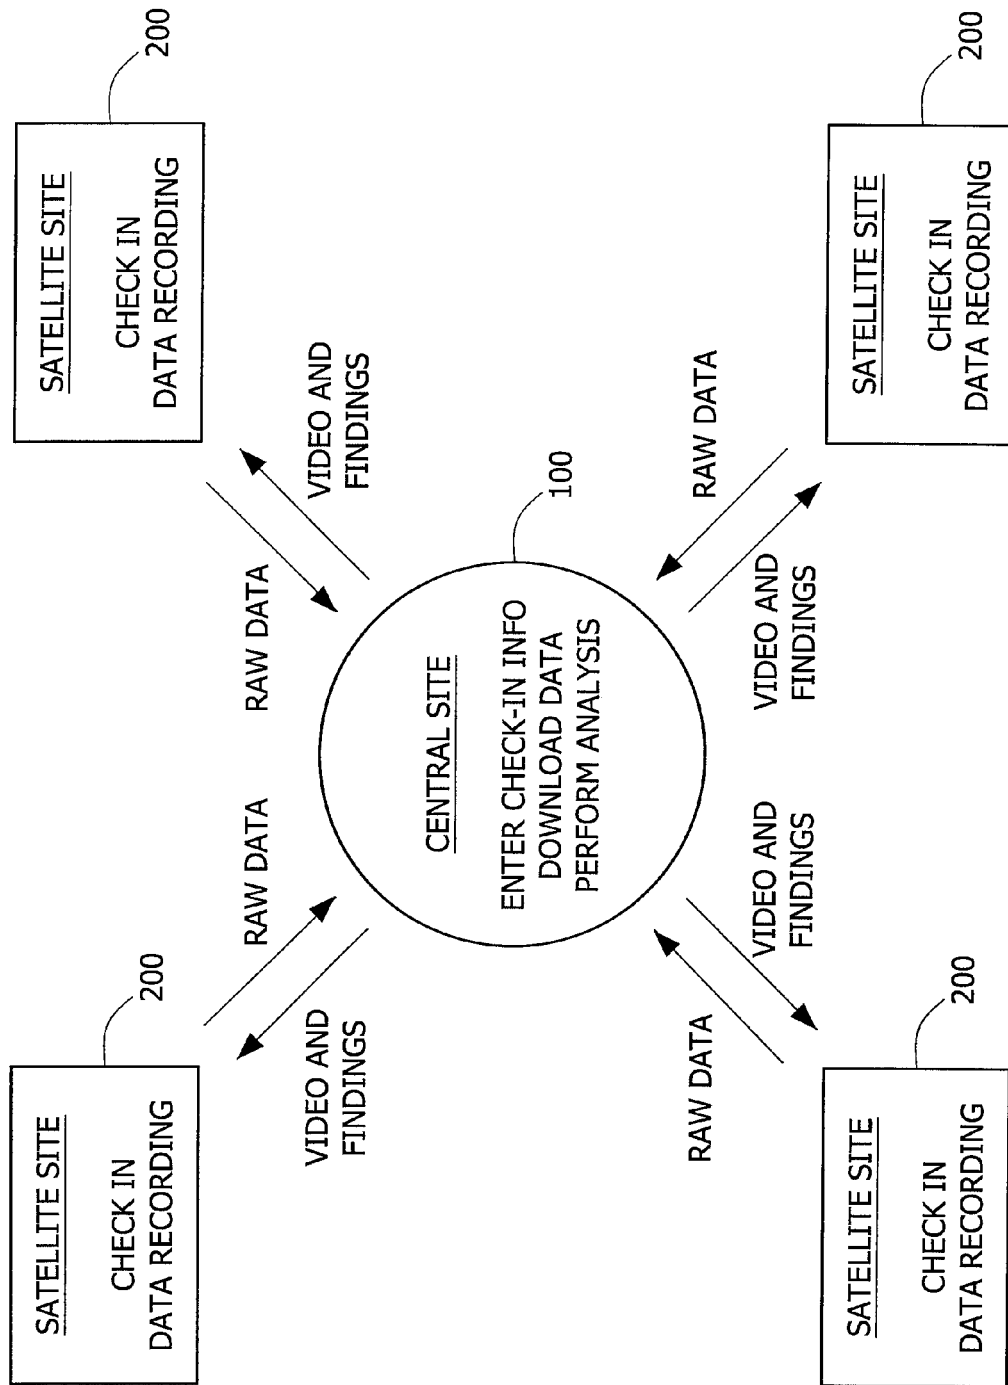 SATELLITE SITE
CHECK IN
DATA RECORDING
200
SATELLITE SITE
CHECK IN
DATA RECORDING
200
VIDEO AND
FINDINGS
RAW DATA
RAW DATA
VIDEO AND
FINDINGS
CENTRAL SITE
ENTER CHECK-IN INFO
DOWNLOAD DATA
PERFORM ANALYSIS
100
RAW DATA
VIDEO AND
FINDINGS
VIDEO AND
FINDINGS
RAW DATA
SATELLITE SITE
CHECK IN
DATA RECORDING
200
SATELLITE SITE
CHECK IN
DATA RECORDING
200